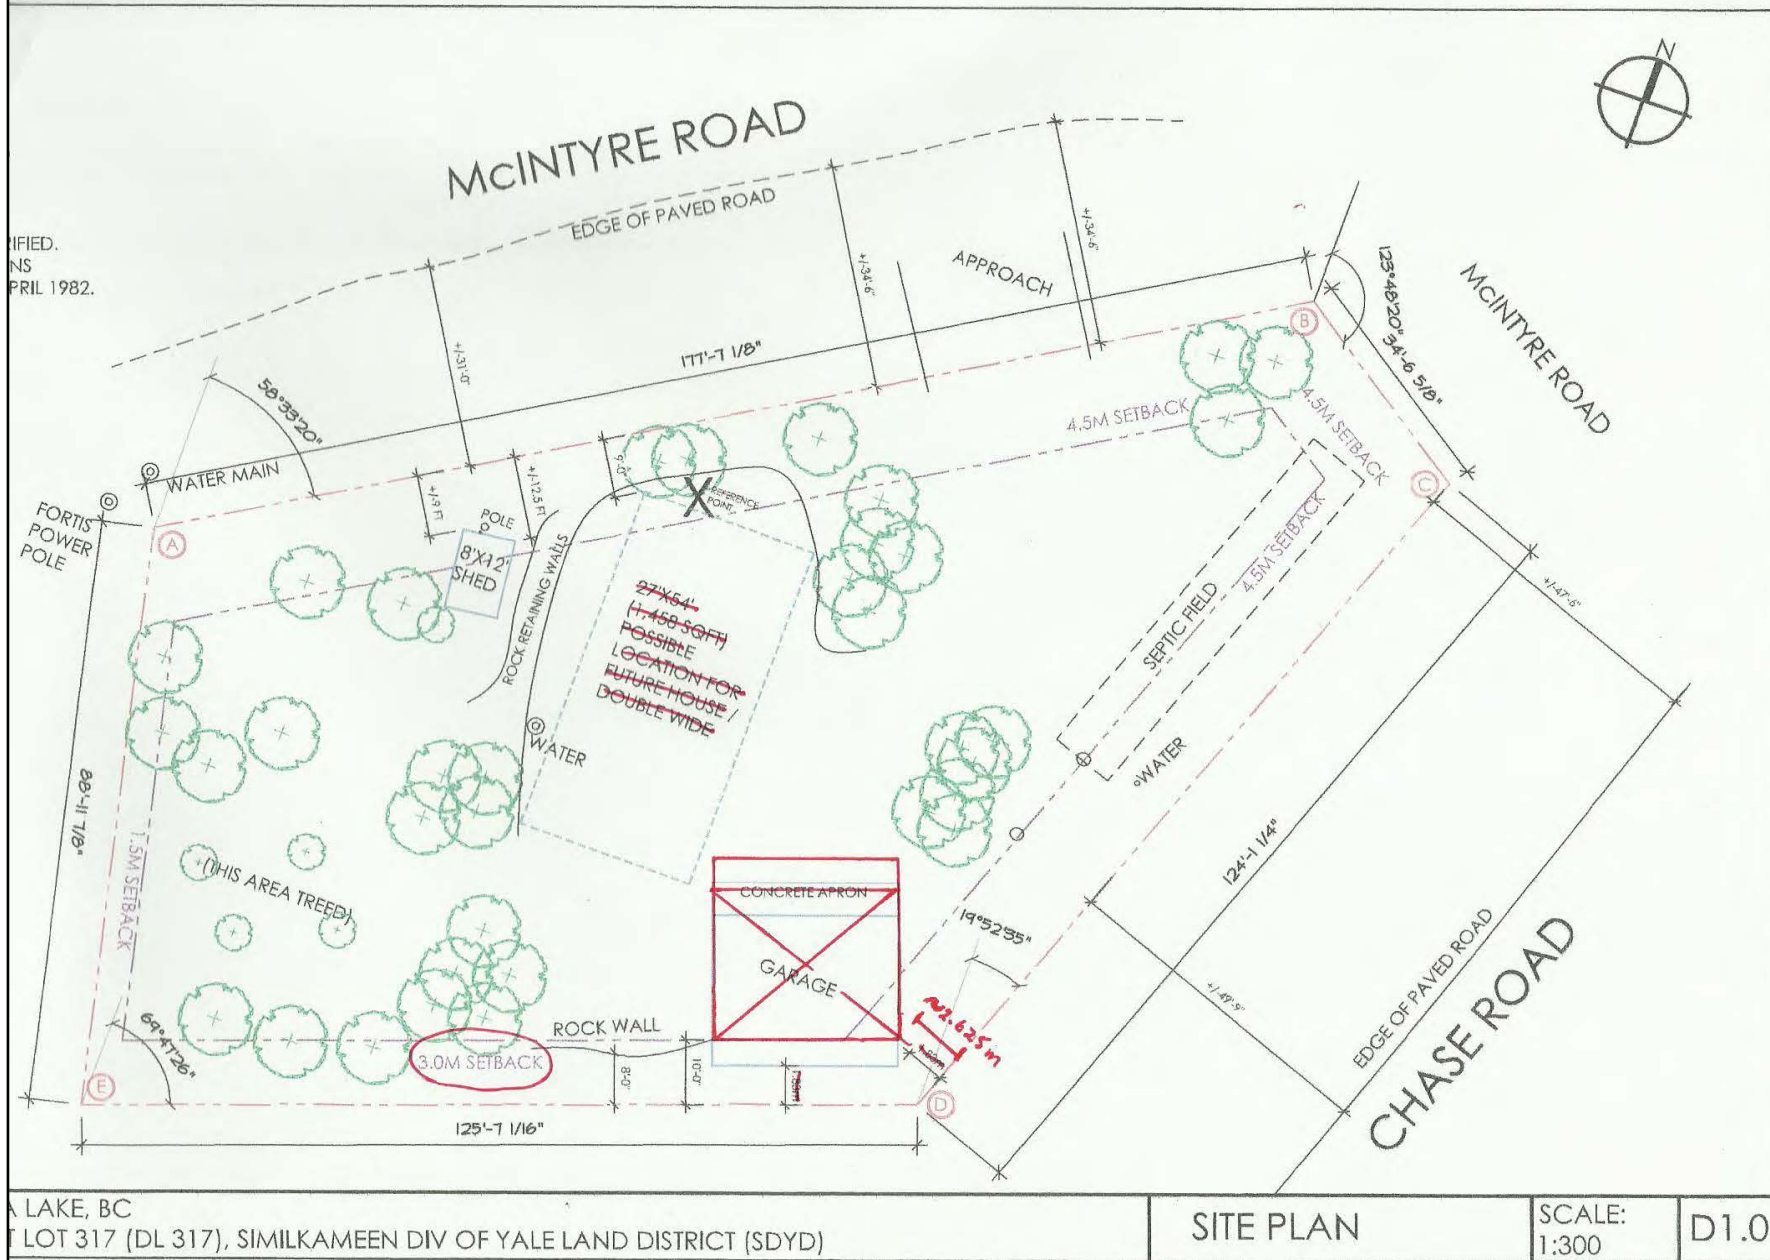 N
McINTYRE ROAD
EDGE OF PAVED ROAD
IFIED.
NS
PRIL 1982.
APPROACH
+/-34'-6"
+/-34'-6"
+/-31'-0"
McINTYRE ROAD
123°48'20"
34'-6 5/8"
B
177'-7 1/8"
58°33'20"
4.5M SETBACK
4.5M SETBACK
WATER MAIN
FORTIS
POWER
POLE
A
+/-9 FT
+/-12.5 FT
9'-0"
X
REFERENCE
POINT
C
POLE
8'X12'
SHED
ROCK RETAINING WALLS
27'X54'
(1,458 SQFT)
POSSIBLE
LOCATION FOR
FUTURE HOUSE /
DOUBLE WIDE
SEPTIC FIELD
4.5M SETBACK
+/-47'-6"
WATER
WATER
88'-11 7/8"
1.5M SETBACK
(THIS AREA TREED)
124'-1 1/4"
CONCRETE APRON
GARAGE
19°52'35"
+/-49'-9"
EDGE OF PAVED ROAD
CHASE ROAD
69°47'26"
ROCK WALL
3.0M SETBACK
8'-0"
10'-0"
~2.625m
E
D
125'-7 1/16"
LAKE, BC
LOT 317 (DL 317), SIMILKAMEEN DIV OF YALE LAND DISTRICT (SDYD)
SITE PLAN
SCALE:
1:300
D1.0